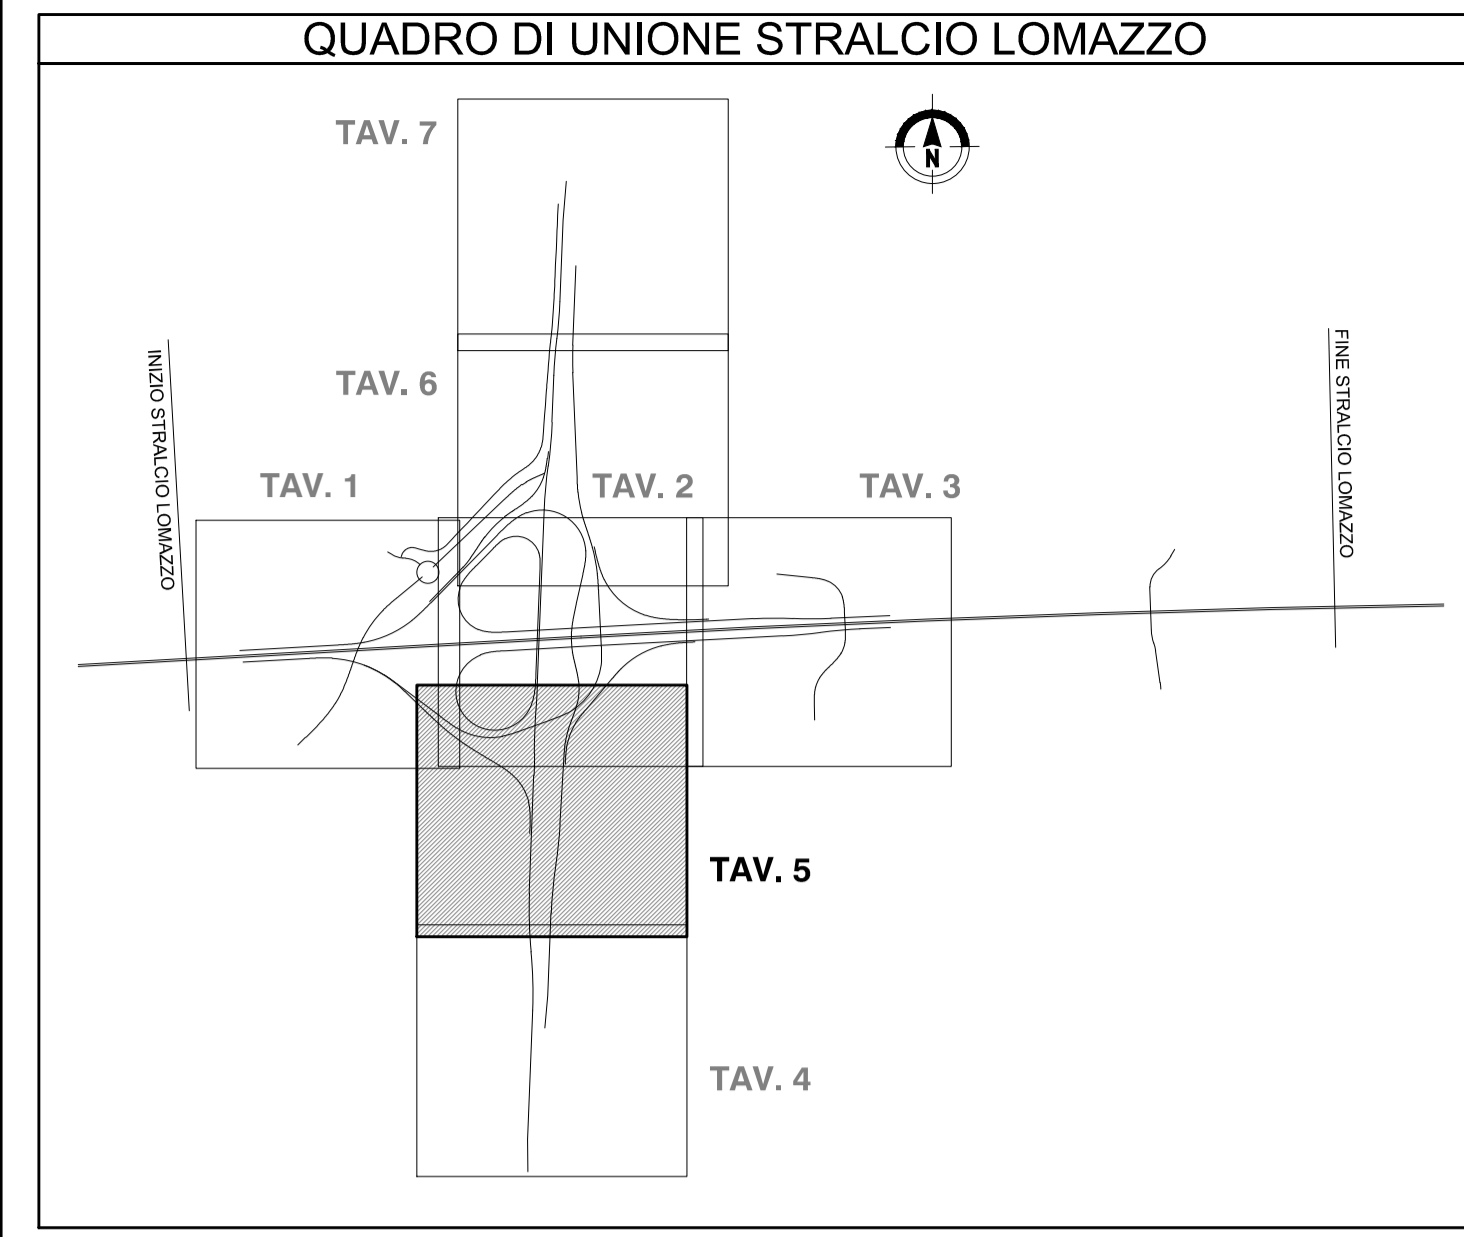 QUADRO DI UNIONE STRALCIO LOMAZZO
TAV. 7
N
TAV. 6
INIZIO STRALCIO LOMAZZO
FINE STRALCIO LOMAZZO
TAV. 1
TAV. 2
TAV. 3
TAV. 5
TAV. 4